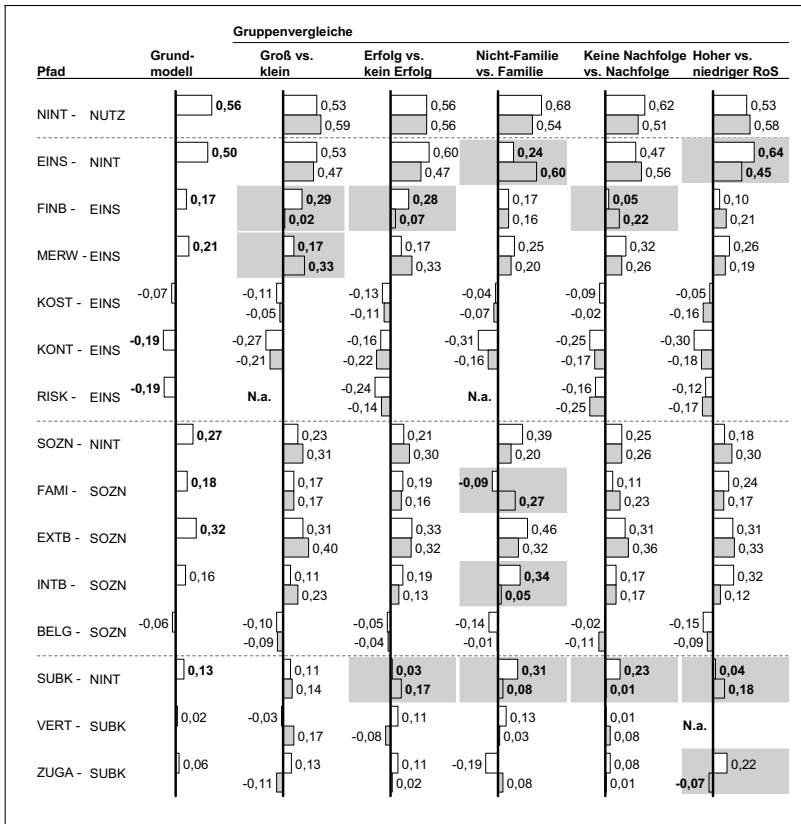 Gruppenvergleiche
Pfad Grund-modell Groß vs. klein Erfolg vs. kein Erfolg Nicht-Familie vs. Familie Keine Nachfolge vs. Nachfolge Hoher vs. niedriger RoS
NINT - NUTZ 0,56 0,53 0,56 0,68 0,62 0,53
0,59 0,56 0,54 0,51 0,58
EINS - NINT 0,50 0,53 0,60 0,24 0,47 0,64
0,47 0,47 0,60 0,56 0,45
FINB - EINS 0,17 0,29 0,28 0,17 0,05 0,10
0,02 0,07 0,16 0,22 0,21
MERW - EINS 0,21 0,17 0,17 0,25 0,32 0,26
0,33 0,33 0,20 0,26 0,19
KOST - EINS -0,07 -0,11 -0,13 -0,04 -0,09 -0,05
-0,05 -0,11 -0,07 -0,02 -0,16
KONT - EINS -0,19 -0,27 -0,16 -0,31 -0,25 -0,30
-0,21 -0,22 -0,16 -0,17 -0,18
RISK - EINS -0,19 N.a. -0,24 N.a. -0,16 -0,12
-0,14 -0,25 -0,17
SOZN - NINT 0,27 0,23 0,21 0,39 0,25 0,18
0,31 0,30 0,20 0,26 0,30
FAMI - SOZN 0,18 0,17 0,19 -0,09 0,11 0,24
0,17 0,16 0,27 0,23 0,17
EXTB - SOZN 0,32 0,31 0,33 0,46 0,31 0,31
0,40 0,32 0,32 0,36 0,33
INTB - SOZN 0,16 0,11 0,19 0,34 0,17 0,32
0,23 0,13 0,05 0,17 0,12
BELG - SOZN -0,06 -0,10 -0,05 -0,14 -0,02 -0,15
-0,09 -0,04 -0,01 -0,11 -0,09
SUBK - NINT 0,13 0,11 0,03 0,31 0,23 0,04
0,14 0,17 0,08 0,01 0,18
VERT - SUBK 0,02 -0,03 0,11 0,13 0,01 N.a.
0,17 -0,08 0,03 0,08
ZUGA - SUBK 0,06 0,13 0,11 -0,19 0,08 0,22
-0,11 0,02 0,08 0,01 -0,07